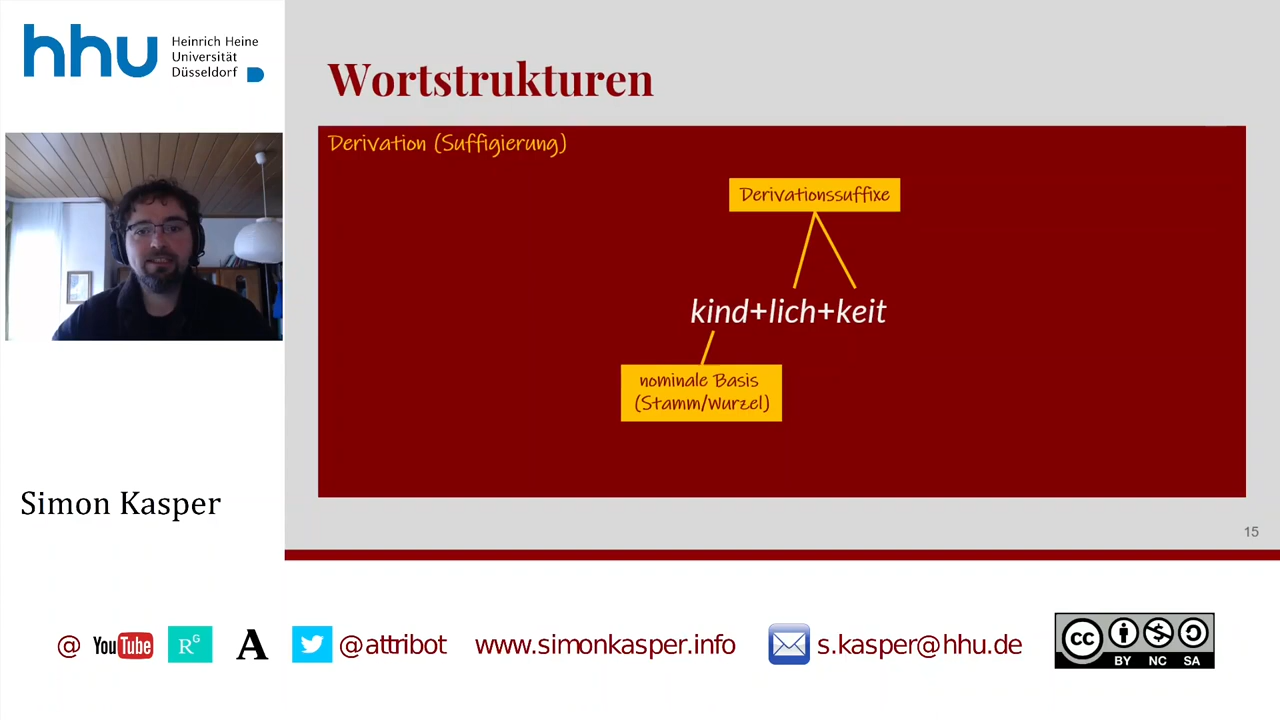 hhu
Heinrich Heine
Universität
Düsseldorf
Wortstrukturen
Derivation (Suffigierung)
Derivationssuffixe
kind+lich+keit
nominale Basis
(Stamm/Wurzel)
Simon Kasper
15
@ YouTube RG A @attribot www.simonkasper.info s.kasper@hhu.de
cc BY NC SA